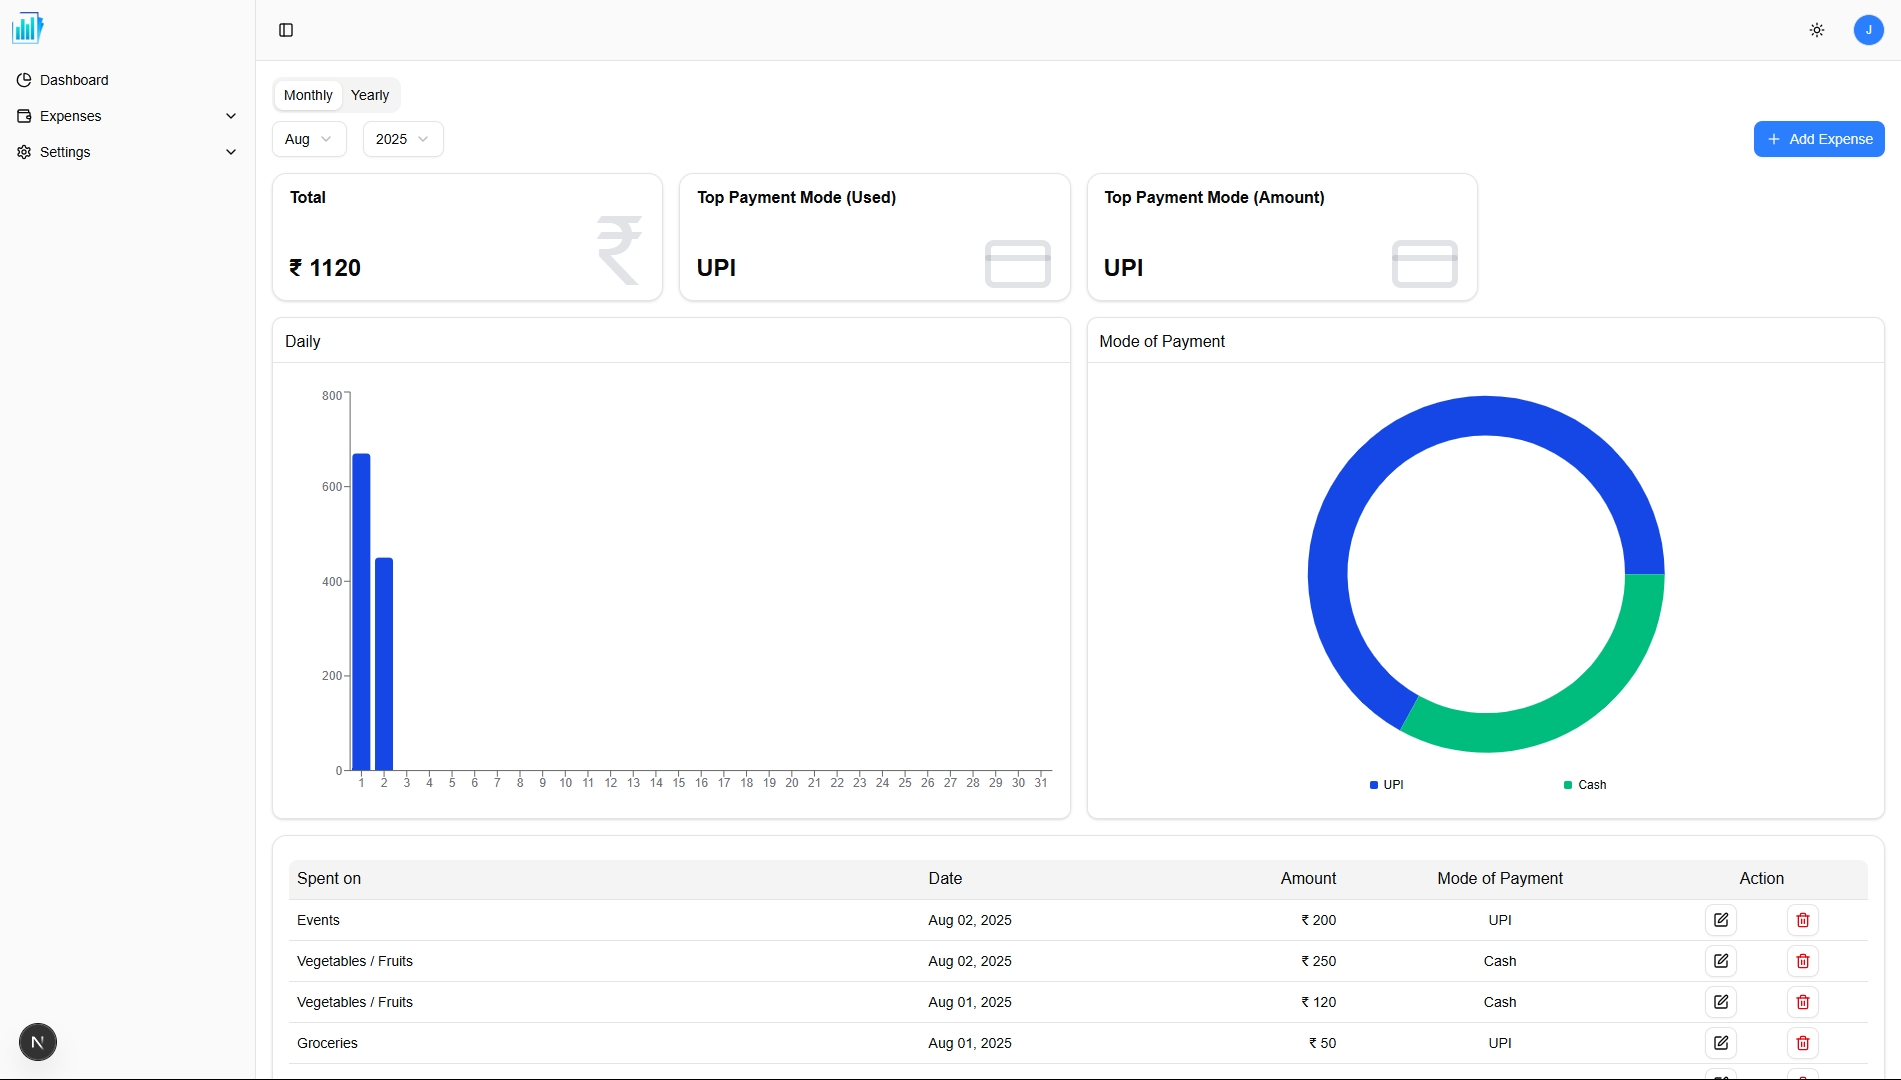 J
Dashboard
Expenses
Settings
Monthly Yearly
Aug 2025
Add Expense
Total
₹ 1120
Top Payment Mode (Used)
UPI
Top Payment Mode (Amount)
UPI
Daily
800
600
400
200
0
1 2 3 4 5 6 7 8 9 10 11 12 13 14 15 16 17 18 19 20 21 22 23 24 25 26 27 28 29 30 31
Mode of Payment
UPI Cash
Spent on Date Amount Mode of Payment Action
Events Aug 02, 2025 ₹ 200 UPI
Vegetables / Fruits Aug 02, 2025 ₹ 250 Cash
Vegetables / Fruits Aug 01, 2025 ₹ 120 Cash
Groceries Aug 01, 2025 ₹ 50 UPI
N